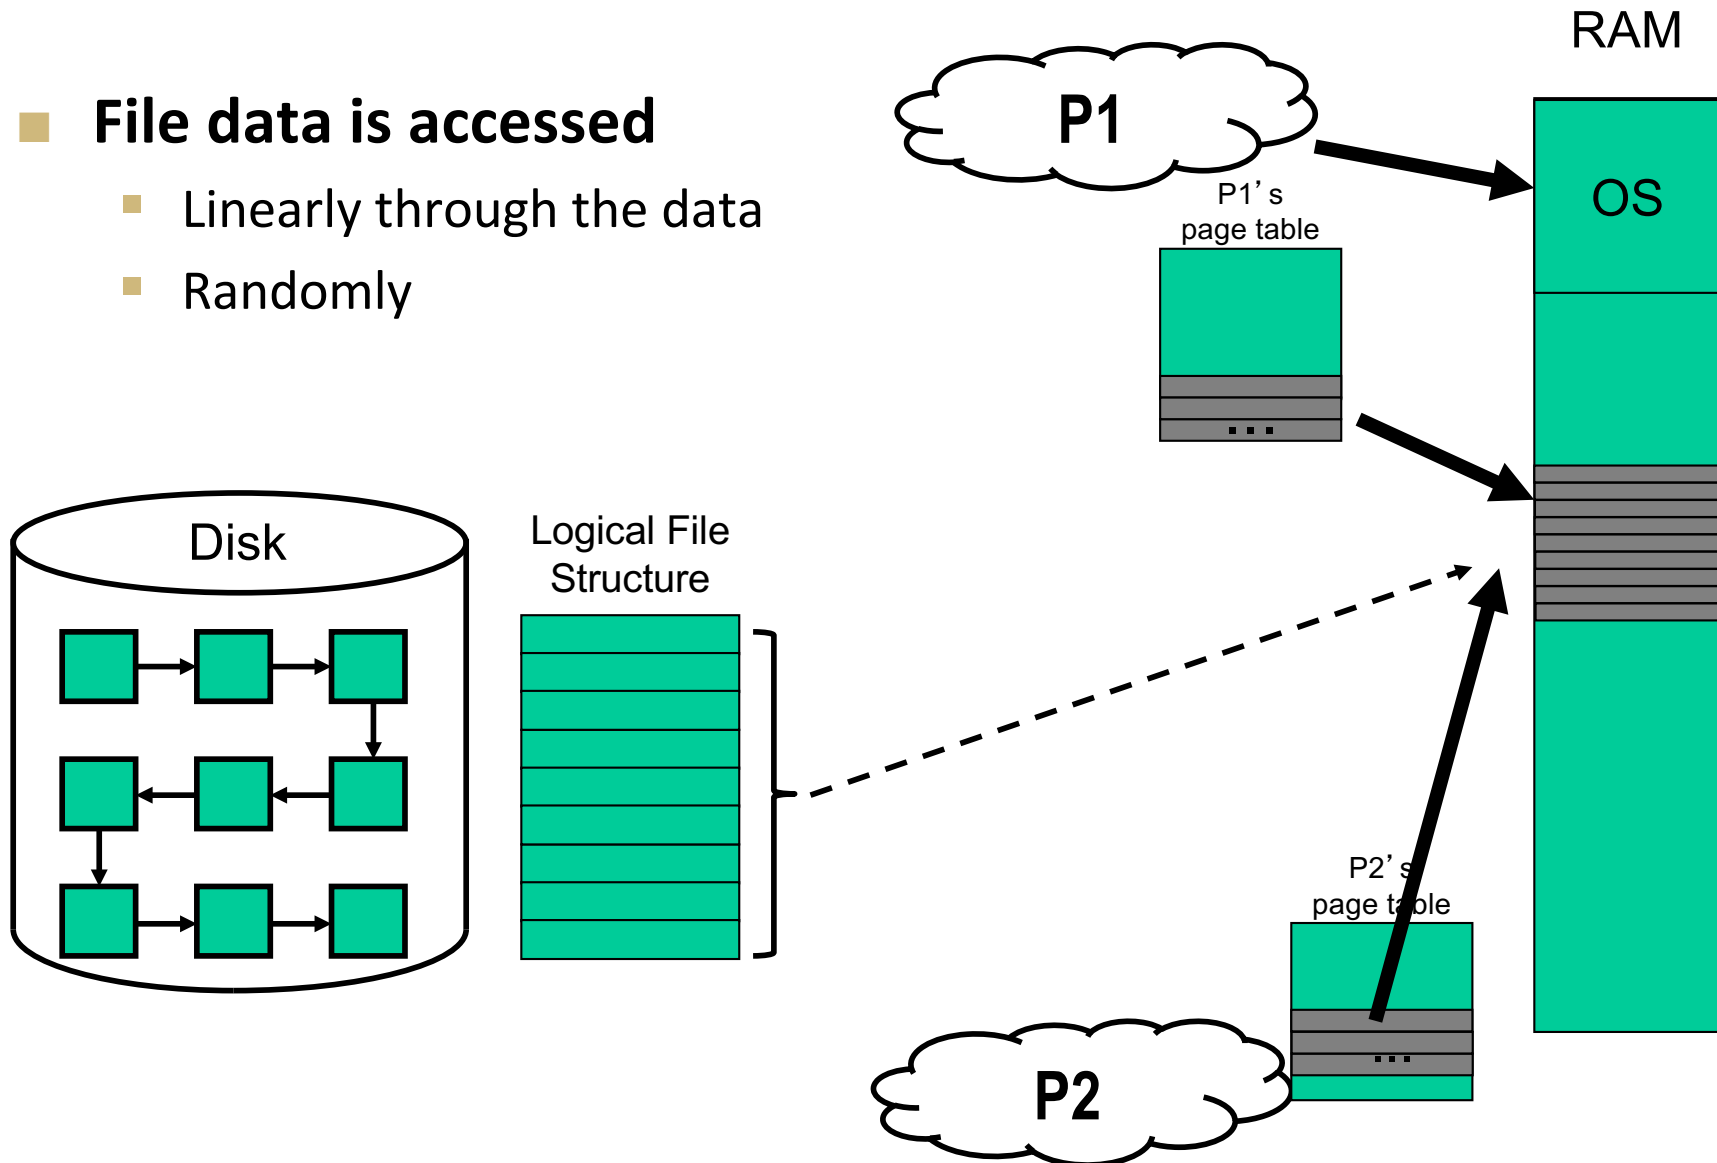 File data is accessed
Linearly through the data
Randomly
RAM
P1
OS
P1's
page table
...
Disk
Logical File
Structure
P2's
page table
...
P2